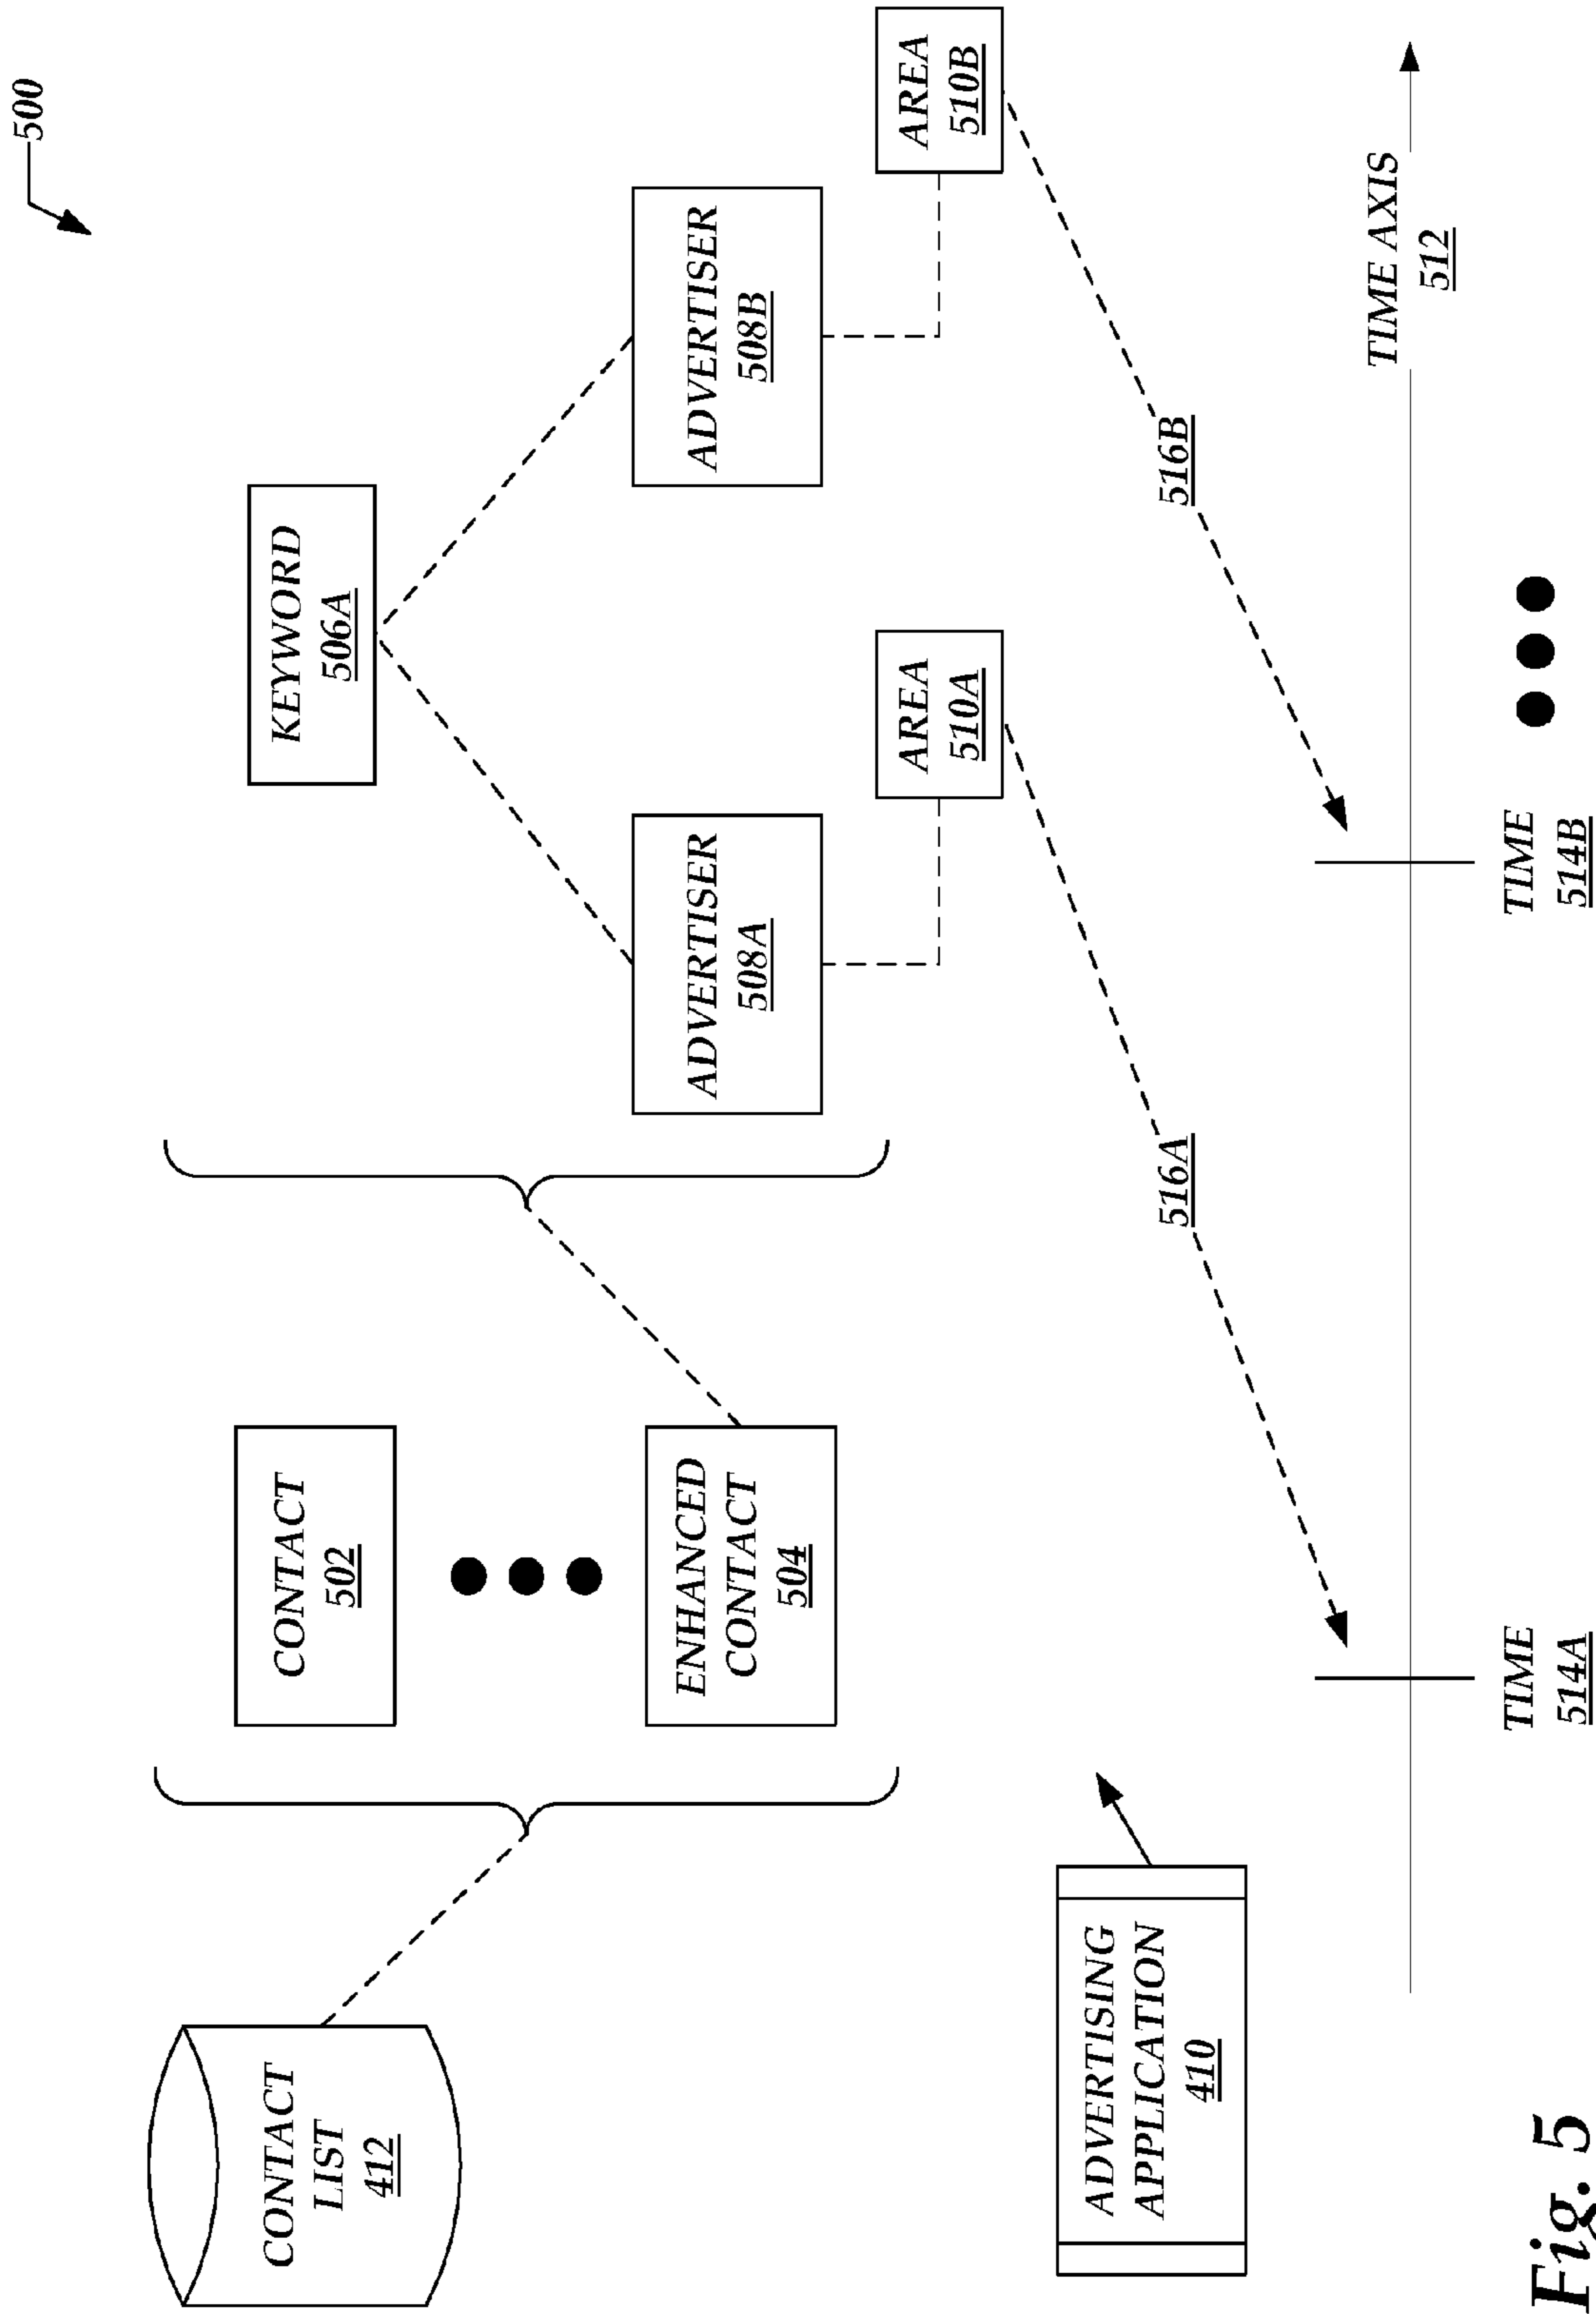 500
CONTACT
LIST
412
CONTACT
502
ENHANCED
CONTACT
504
KEYWORD
506A
ADVERTISER
508A
ADVERTISER
508B
AREA
510A
AREA
510B
ADVERTISING
APPLICATION
410
516A
516B
TIME AXIS
512
TIME
514A
TIME
514B
Fig. 5